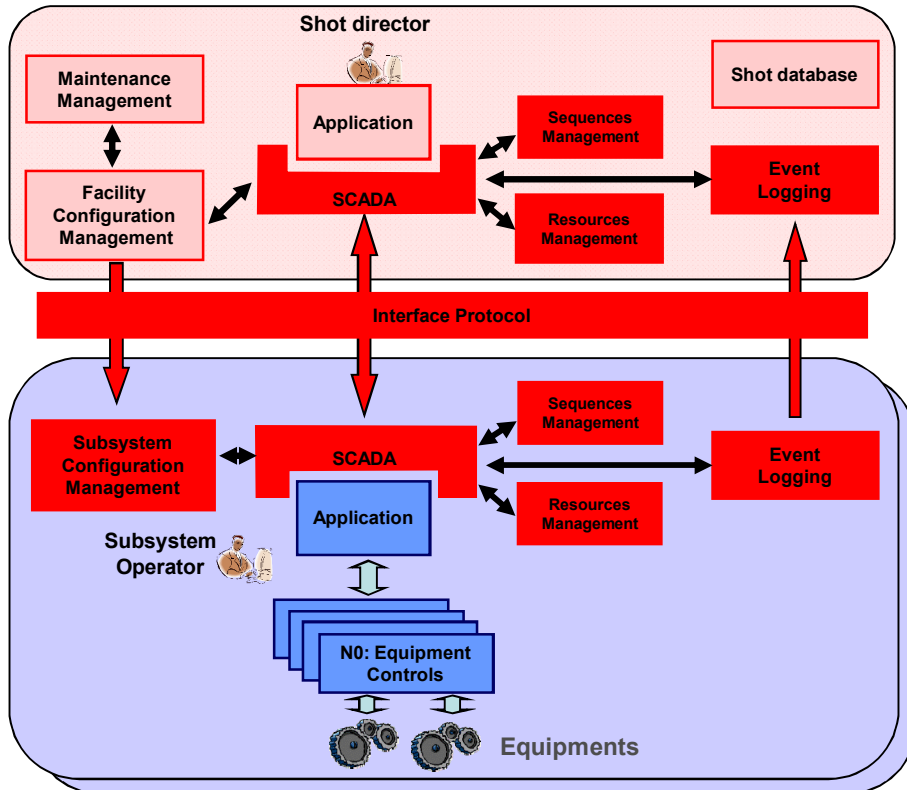 Shot director
Maintenance
Management
Shot database
Application
Sequences
Management
Facility
Configuration
Management
SCADA
Event
Logging
Resources
Management
Interface Protocol
Sequences
Management
Subsystem
Configuration
Management
SCADA
Event
Logging
Application
Resources
Management
Subsystem
Operator
N0: Equipment
Controls
Equipments